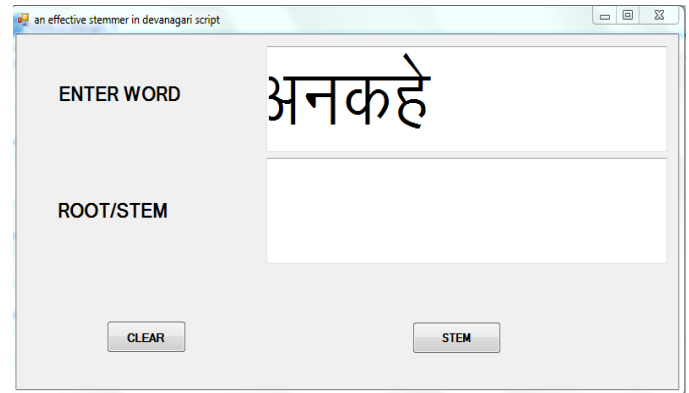 an effective stemmer in devanagari script
ENTER WORD
अनकहे
ROOT/STEM
CLEAR
STEM